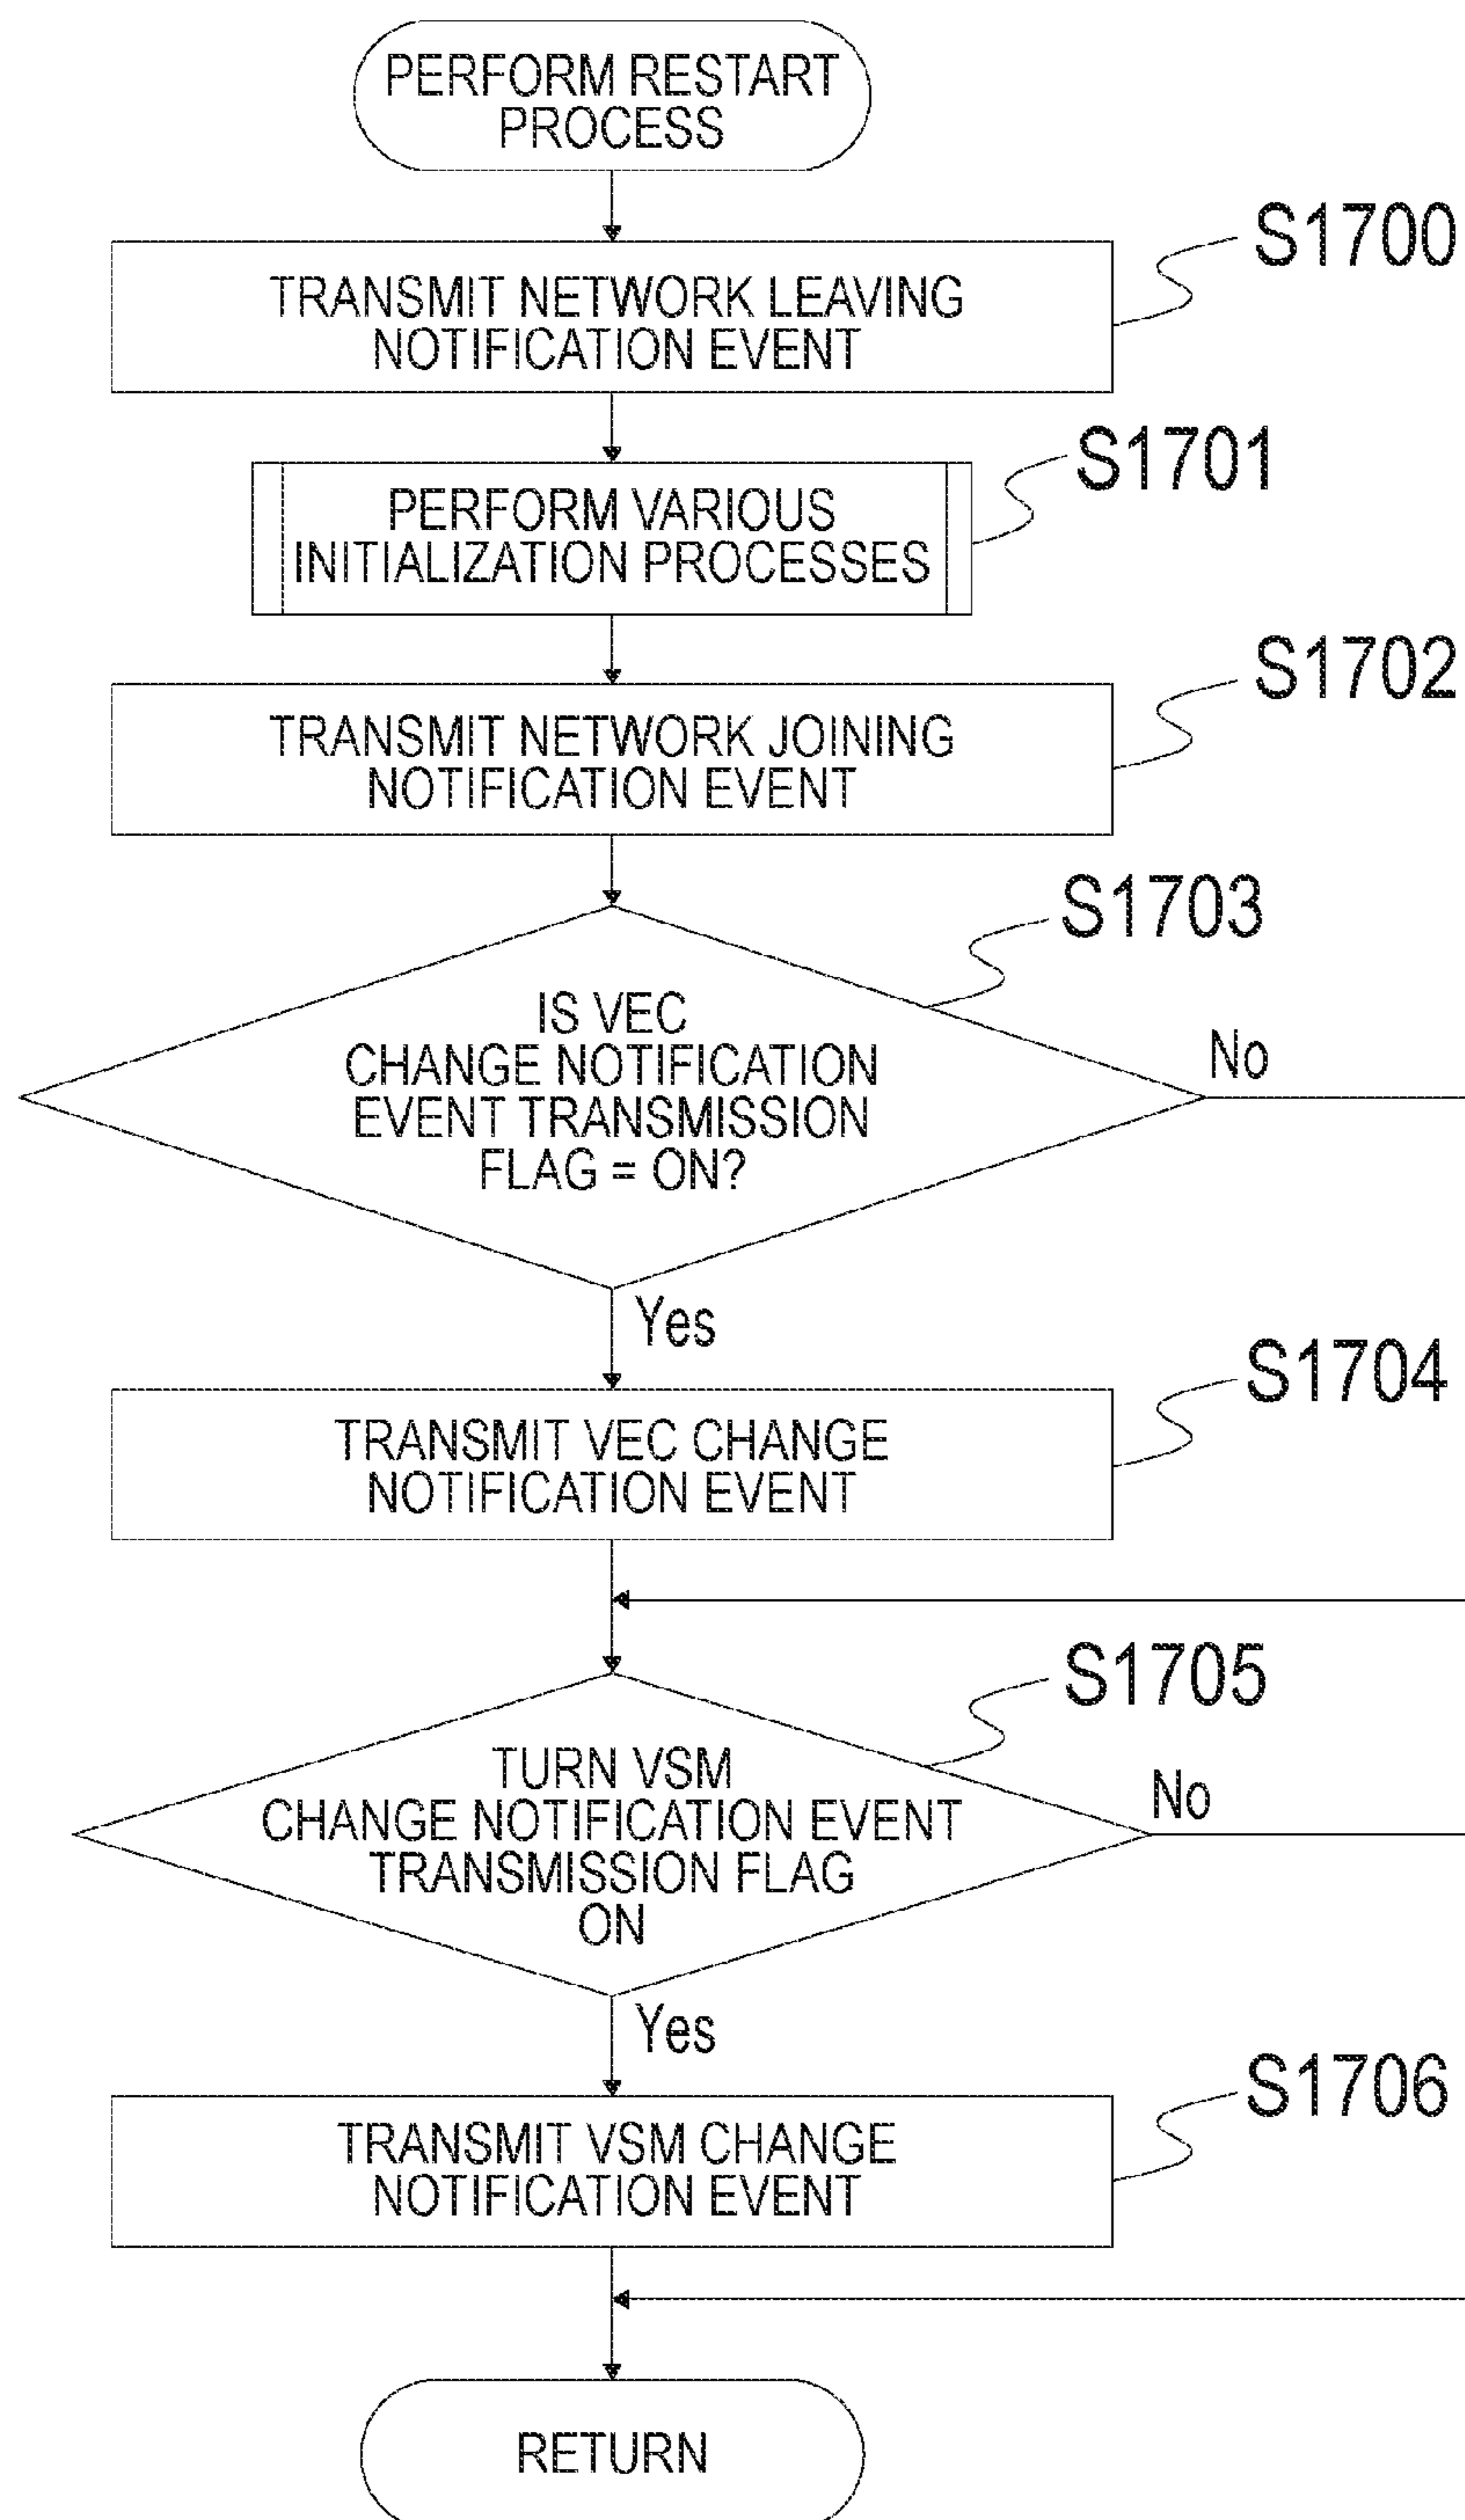 PERFORM RESTART
PROCESS
S1700
TRANSMIT NETWORK LEAVING
NOTIFICATION EVENT
S1701
PERFORM VARIOUS
INITIALIZATION PROCESSES
S1702
TRANSMIT NETWORK JOINING
NOTIFICATION EVENT
S1703
IS VEC
CHANGE NOTIFICATION
EVENT TRANSMISSION
FLAG = ON?
No
Yes
S1704
TRANSMIT VEC CHANGE
NOTIFICATION EVENT
S1705
TURN VSM
CHANGE NOTIFICATION EVENT
TRANSMISSION FLAG
ON
No
Yes
S1706
TRANSMIT VSM CHANGE
NOTIFICATION EVENT
RETURN